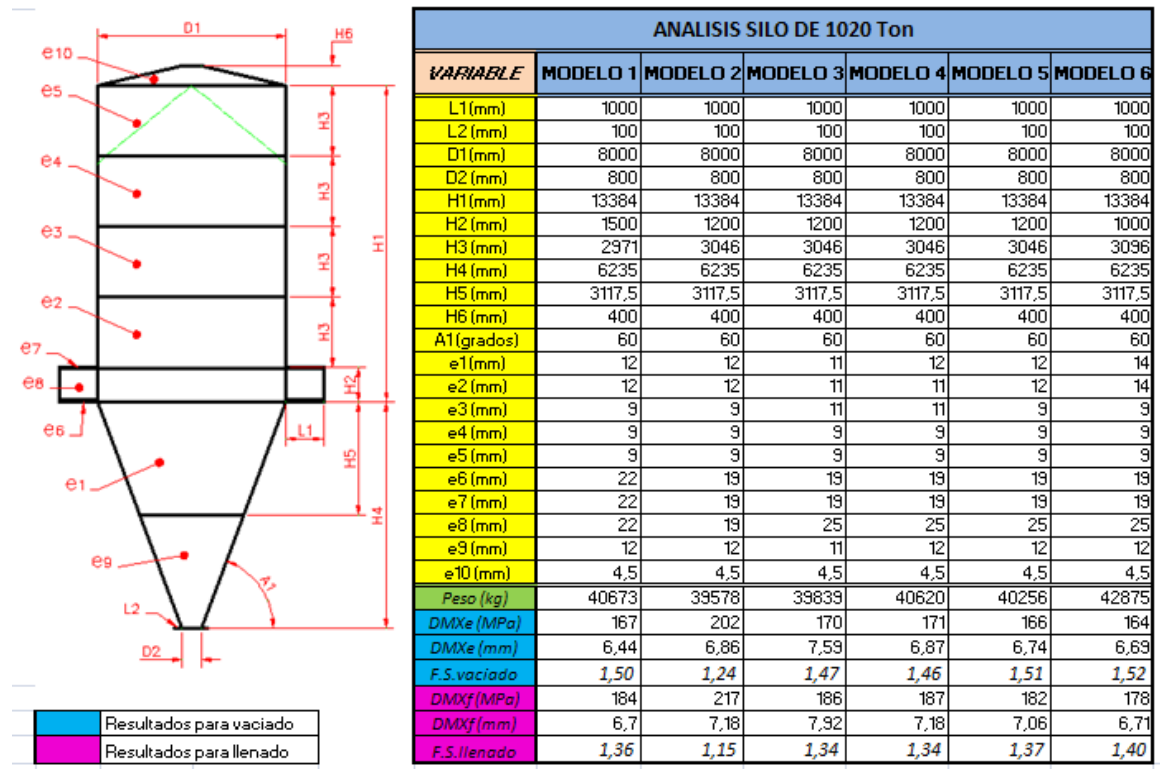 D1
H6
e10
e5
H3
e4
H3
e3
H3
H1
e2
H3
e7
e8
H2
e6
L1
e1
H5
H4
e9
A1
L2
D2
Resultados para vaciado
Resultados para llenado
ANALISIS SILO DE 1020 Ton
VARIABLE MODELO 1 MODELO 2 MODELO 3 MODELO 4 MODELO 5 MODELO 6
L1(mm) 1000 1000 1000 1000 1000 1000
L2 (mm) 100 100 100 100 100 100
D1(mm) 8000 8000 8000 8000 8000 8000
D2 (mm) 800 800 800 800 800 800
H1(mm) 13384 13384 13384 13384 13384 13384
H2 (mm) 1500 1200 1200 1200 1200 1000
H3 (mm) 2971 3046 3046 3046 3046 3096
H4 (mm) 6235 6235 6235 6235 6235 6235
H5 (mm) 3117,5 3117,5 3117,5 3117,5 3117,5 3117,5
H6 (mm) 400 400 400 400 400 400
A1(grados) 60 60 60 60 60 60
e1(mm) 12 12 11 12 12 14
e2(mm) 12 12 11 11 12 14
e3(mm) 9 9 11 11 9 9
e4(mm) 9 9 9 9 9 9
e5(mm) 9 9 9 9 9 9
e6(mm) 22 19 19 19 19 19
e7(mm) 22 19 19 19 19 19
e8(mm) 22 19 25 25 25 25
e9(mm) 12 12 11 12 12 12
e10(mm) 4,5 4,5 4,5 4,5 4,5 4,5
Peso (kg) 40673 39578 39839 40620 40256 42875
DMXe (MPa) 167 202 170 171 166 164
DMXe (mm) 6,44 6,86 7,59 6,87 6,74 6,69
F.S.vaciado 1,50 1,24 1,47 1,46 1,51 1,52
DMXf(MPa) 184 217 186 187 182 178
DMXf(mm) 6,7 7,18 7,92 7,18 7,06 6,71
F.S.llenado 1,36 1,15 1,34 1,34 1,37 1,40